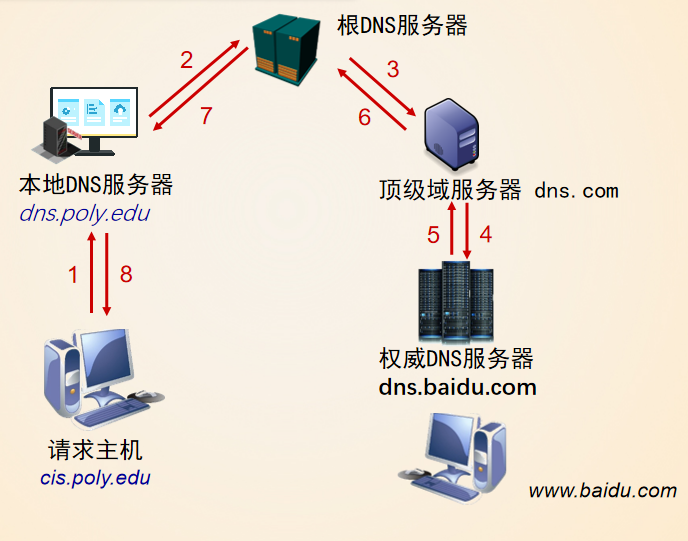 根DNS服务器
2
3
7
6
本地DNS服务器
dns.poly.edu
顶级域服务器 dns.com
1
8
5
4
权威DNS服务器
dns.baidu.com
请求主机
cis.poly.edu
www.baidu.com